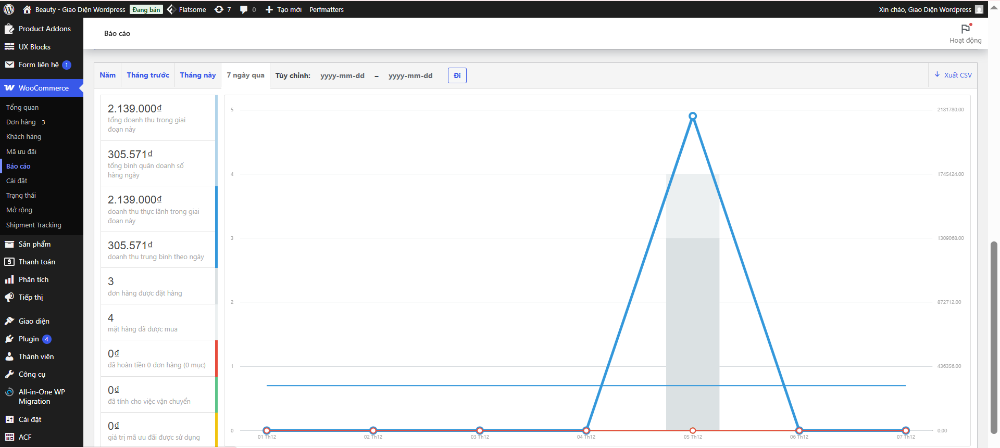 Beauty - Giao Diện Wordpress Đang bán Flatsome 7 0 Tạo mới Perfmatters Xin chào, Giao Diện Wordpress
Product Addons
UX Blocks
Form liên hệ 1
WooCommerce
Tổng quan
Đơn hàng 3
Khách hàng
Mã ưu đãi
Báo cáo
Cài đặt
Trạng thái
Mở rộng
Shipment Tracking
Sản phẩm
Thanh toán
Phân tích
Tiếp thị
Giao diện
Plugin 4
Thành viên
Công cụ
All-in-One WP
Migration
Cài đặt
ACF
Báo cáo
Hoạt động
Năm Tháng trước Tháng này 7 ngày qua Tùy chỉnh: yyyy-mm-dd – yyyy-mm-dd Đi Xuất CSV
2.139.000₫
tổng doanh thu trong giai
đoạn này
305.571₫
tổng bình quân doanh số
hàng ngày
2.139.000₫
doanh thu thực lãnh trong giai
đoạn này
305.571₫
doanh thu trung bình theo ngày
3
đơn hàng được đặt hàng
4
mặt hàng đã được mua
0₫
đã hoàn tiền 0 đơn hàng (0 mục)
0₫
đã tính cho việc vận chuyển
0₫
giá trị mã ưu đãi được sử dụng
5 2181780.00
4 1745424.00
3 1309068.00
2 872712.00
1 436356.00
0 0.00
01 Th12 02 Th12 03 Th12 04 Th12 05 Th12 06 Th12 07 Th12